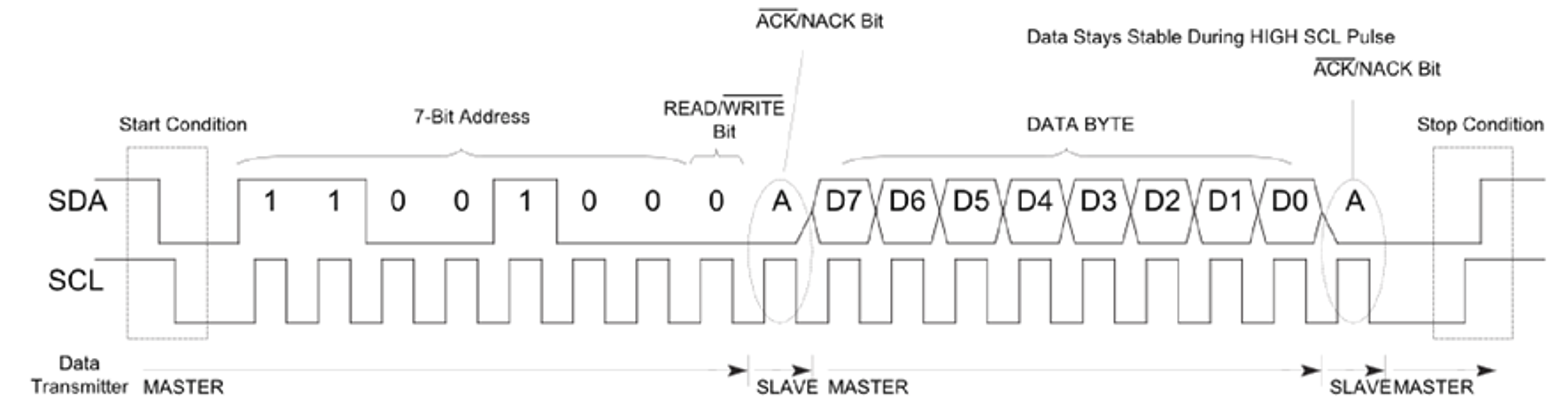 ACK/NACK Bit
Data Stays Stable During HIGH SCL Pulse
ACK/NACK Bit
Start Condition
7-Bit Address
READ/WRITE
Bit
DATA BYTE
Stop Condition
SDA 1 1 0 0 1 0 0 0 A D7 D6 D5 D4 D3 D2 D1 D0 A
SCL
Data
Transmitter MASTER SLAVE MASTER SLAVE MASTER